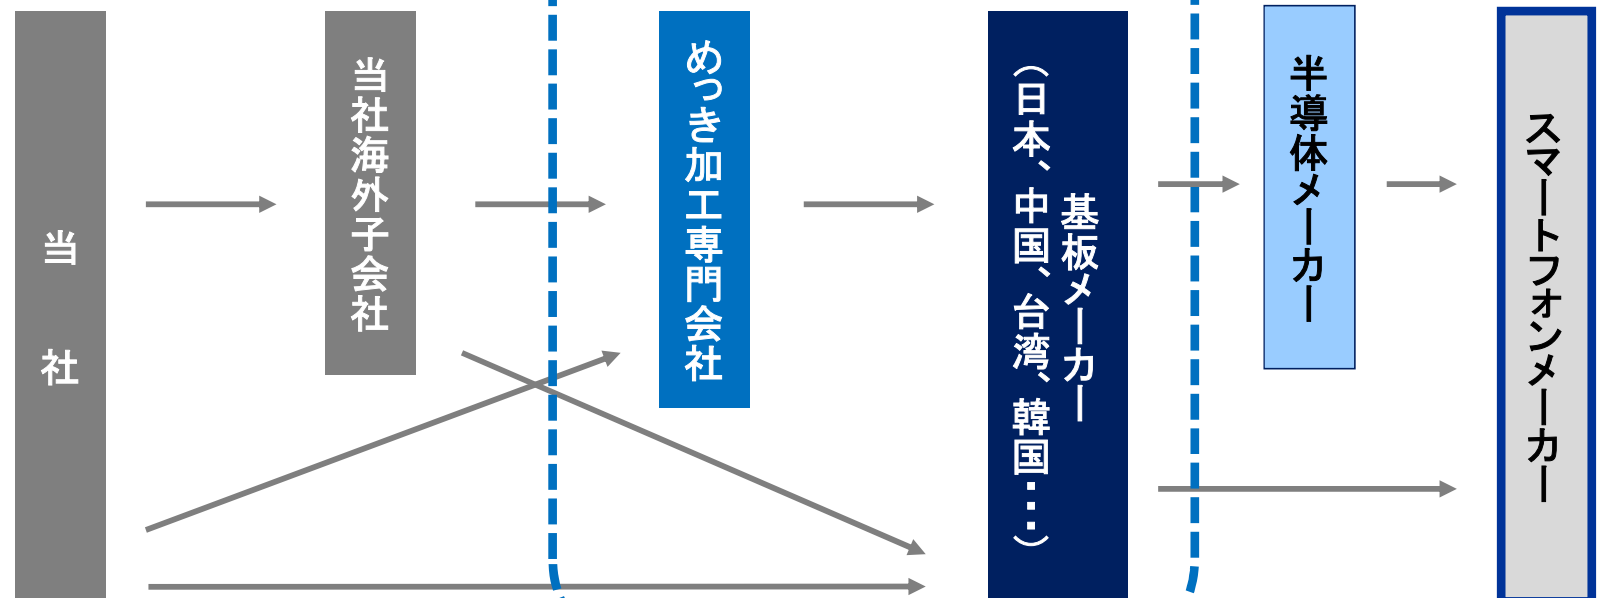 当社
当社海外子会社
めっき加工専門会社
基板メーカー
（日本、中国、台湾、韓国･･･）
半導体メーカー
スマートフォンメーカー